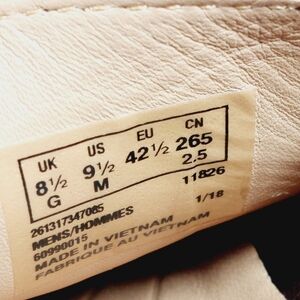 UK US EU CN
8½ 9½ 42½ 265
G M 2.5
11826
261317347085 1/18
MENS/HOMMES
60990015
MADE IN VIETNAM
FABRIQUE AU VIETNAM